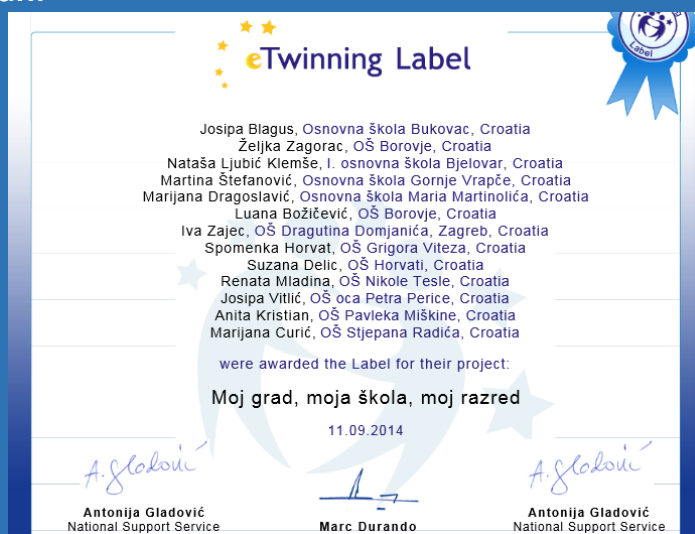 eTwinning Label
Label
Josipa Blagus, Osnovna škola Bukovac, Croatia
Željka Zagorac, OŠ Borovje, Croatia
Nataša Ljubić Klemše, I. osnovna škola Bjelovar, Croatia
Martina Štefanović, Osnovna škola Gornje Vrapče, Croatia
Marijana Dragoslavić, Osnovna škola Maria Martinolića, Croatia
Luana Božičević, OŠ Borovje, Croatia
Iva Zajec, OŠ Dragutina Domjanića, Zagreb, Croatia
Spomenka Horvat, OŠ Grigora Viteza, Croatia
Suzana Delic, OŠ Horvati, Croatia
Renata Mladina, OŠ Nikole Tesle, Croatia
Josipa Vitlić, OŠ oca Petra Perice, Croatia
Anita Kristian, OŠ Pavleka Miškine, Croatia
Marijana Curić, OŠ Stjepana Radića, Croatia
were awarded the Label for their project:
Moj grad, moja škola, moj razred
11.09.2014
A. Gladović
A. Gladović
Antonija Gladović
National Support Service
Marc Durando
Antonija Gladović
National Support Service